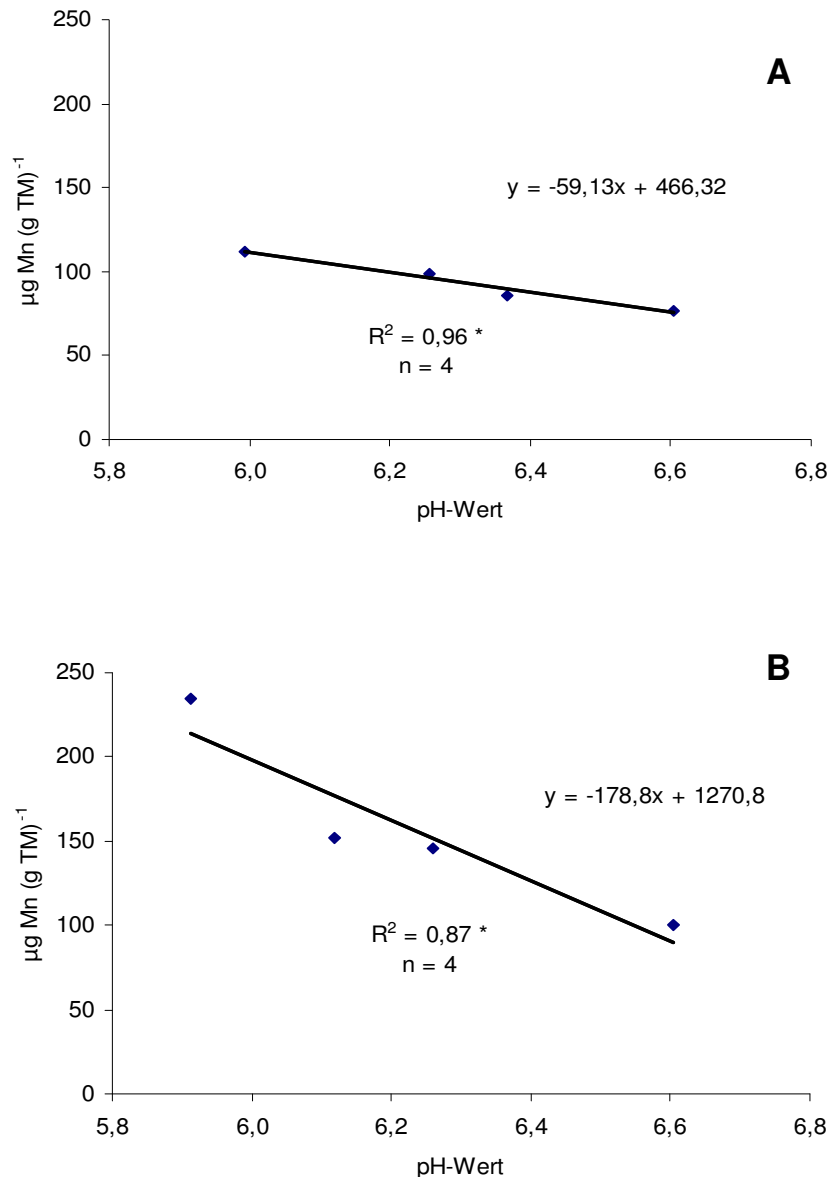 A
250
200
150
100
50
0
µg Mn (g TM)-1
y = -59,13x + 466,32
R2 = 0,96 *
n = 4
5,8 6,0 6,2 6,4 6,6 6,8
pH-Wert
B
250
200
150
100
50
0
µg Mn (g TM)-1
y = -178,8x + 1270,8
R2 = 0,87 *
n = 4
5,8 6,0 6,2 6,4 6,6 6,8
pH-Wert